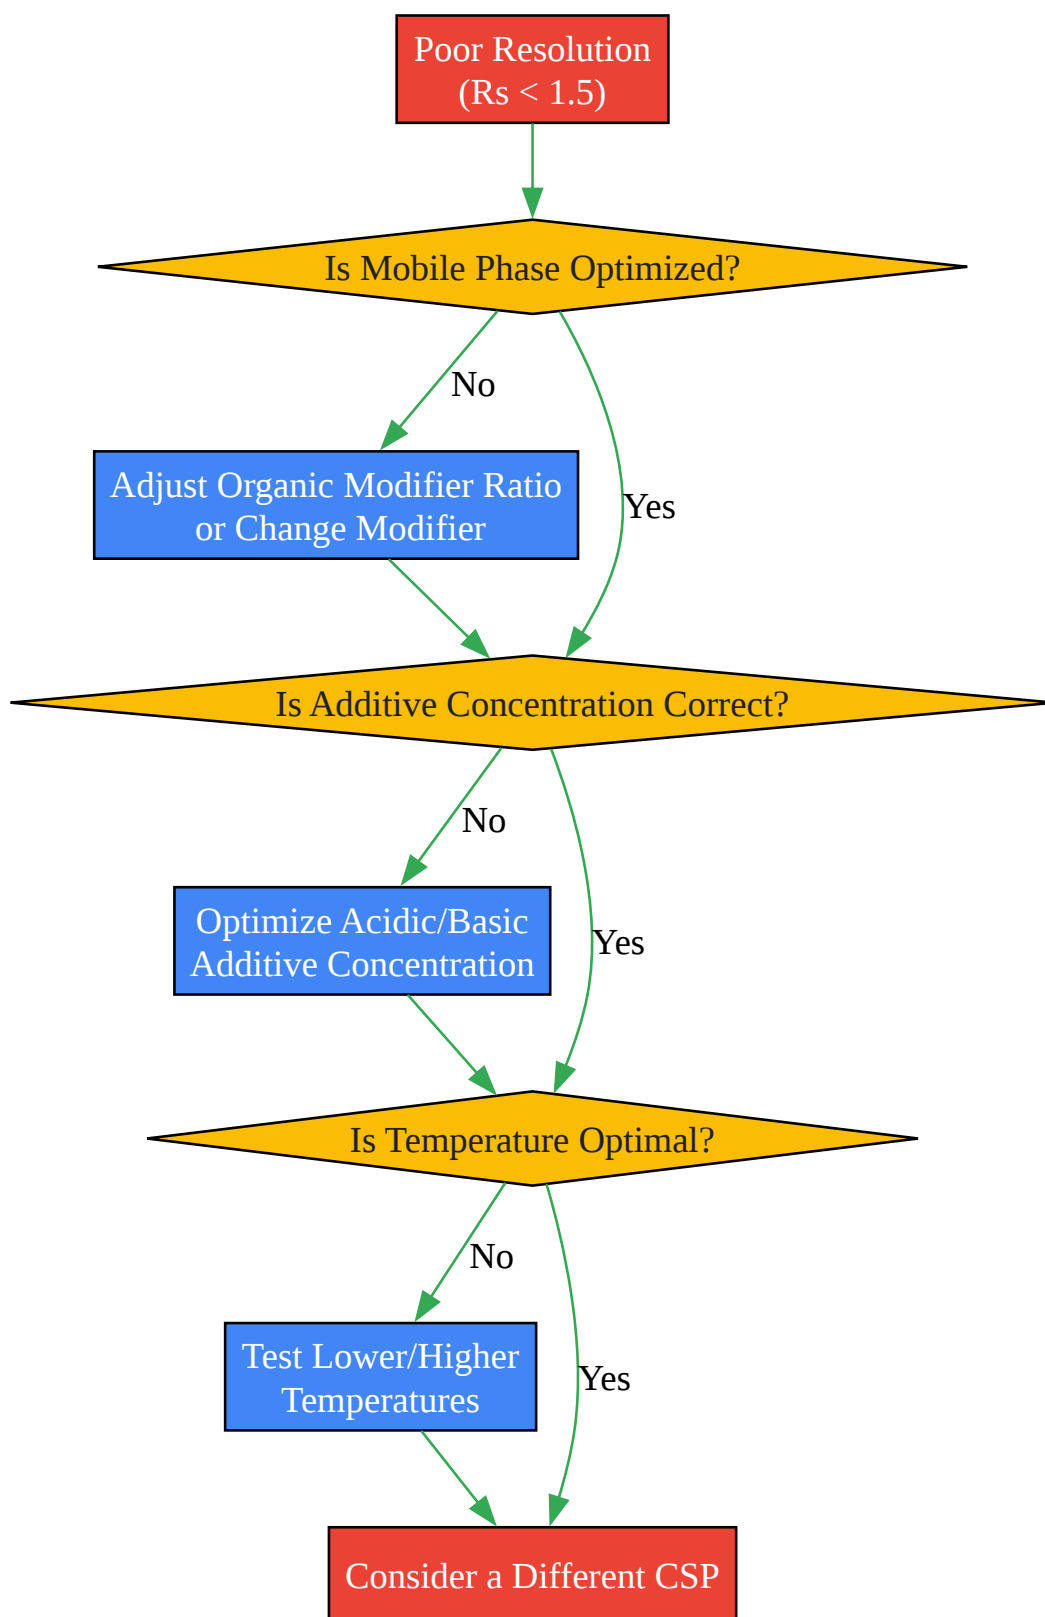 Poor Resolution
(Rs < 1.5)
Is Mobile Phase Optimized?
No
Adjust Organic Modifier Ratio
or Change Modifier
Yes
Is Additive Concentration Correct?
No
Optimize Acidic/Basic
Additive Concentration
Yes
Is Temperature Optimal?
No
Test Lower/Higher
Temperatures
Yes
Consider a Different CSP